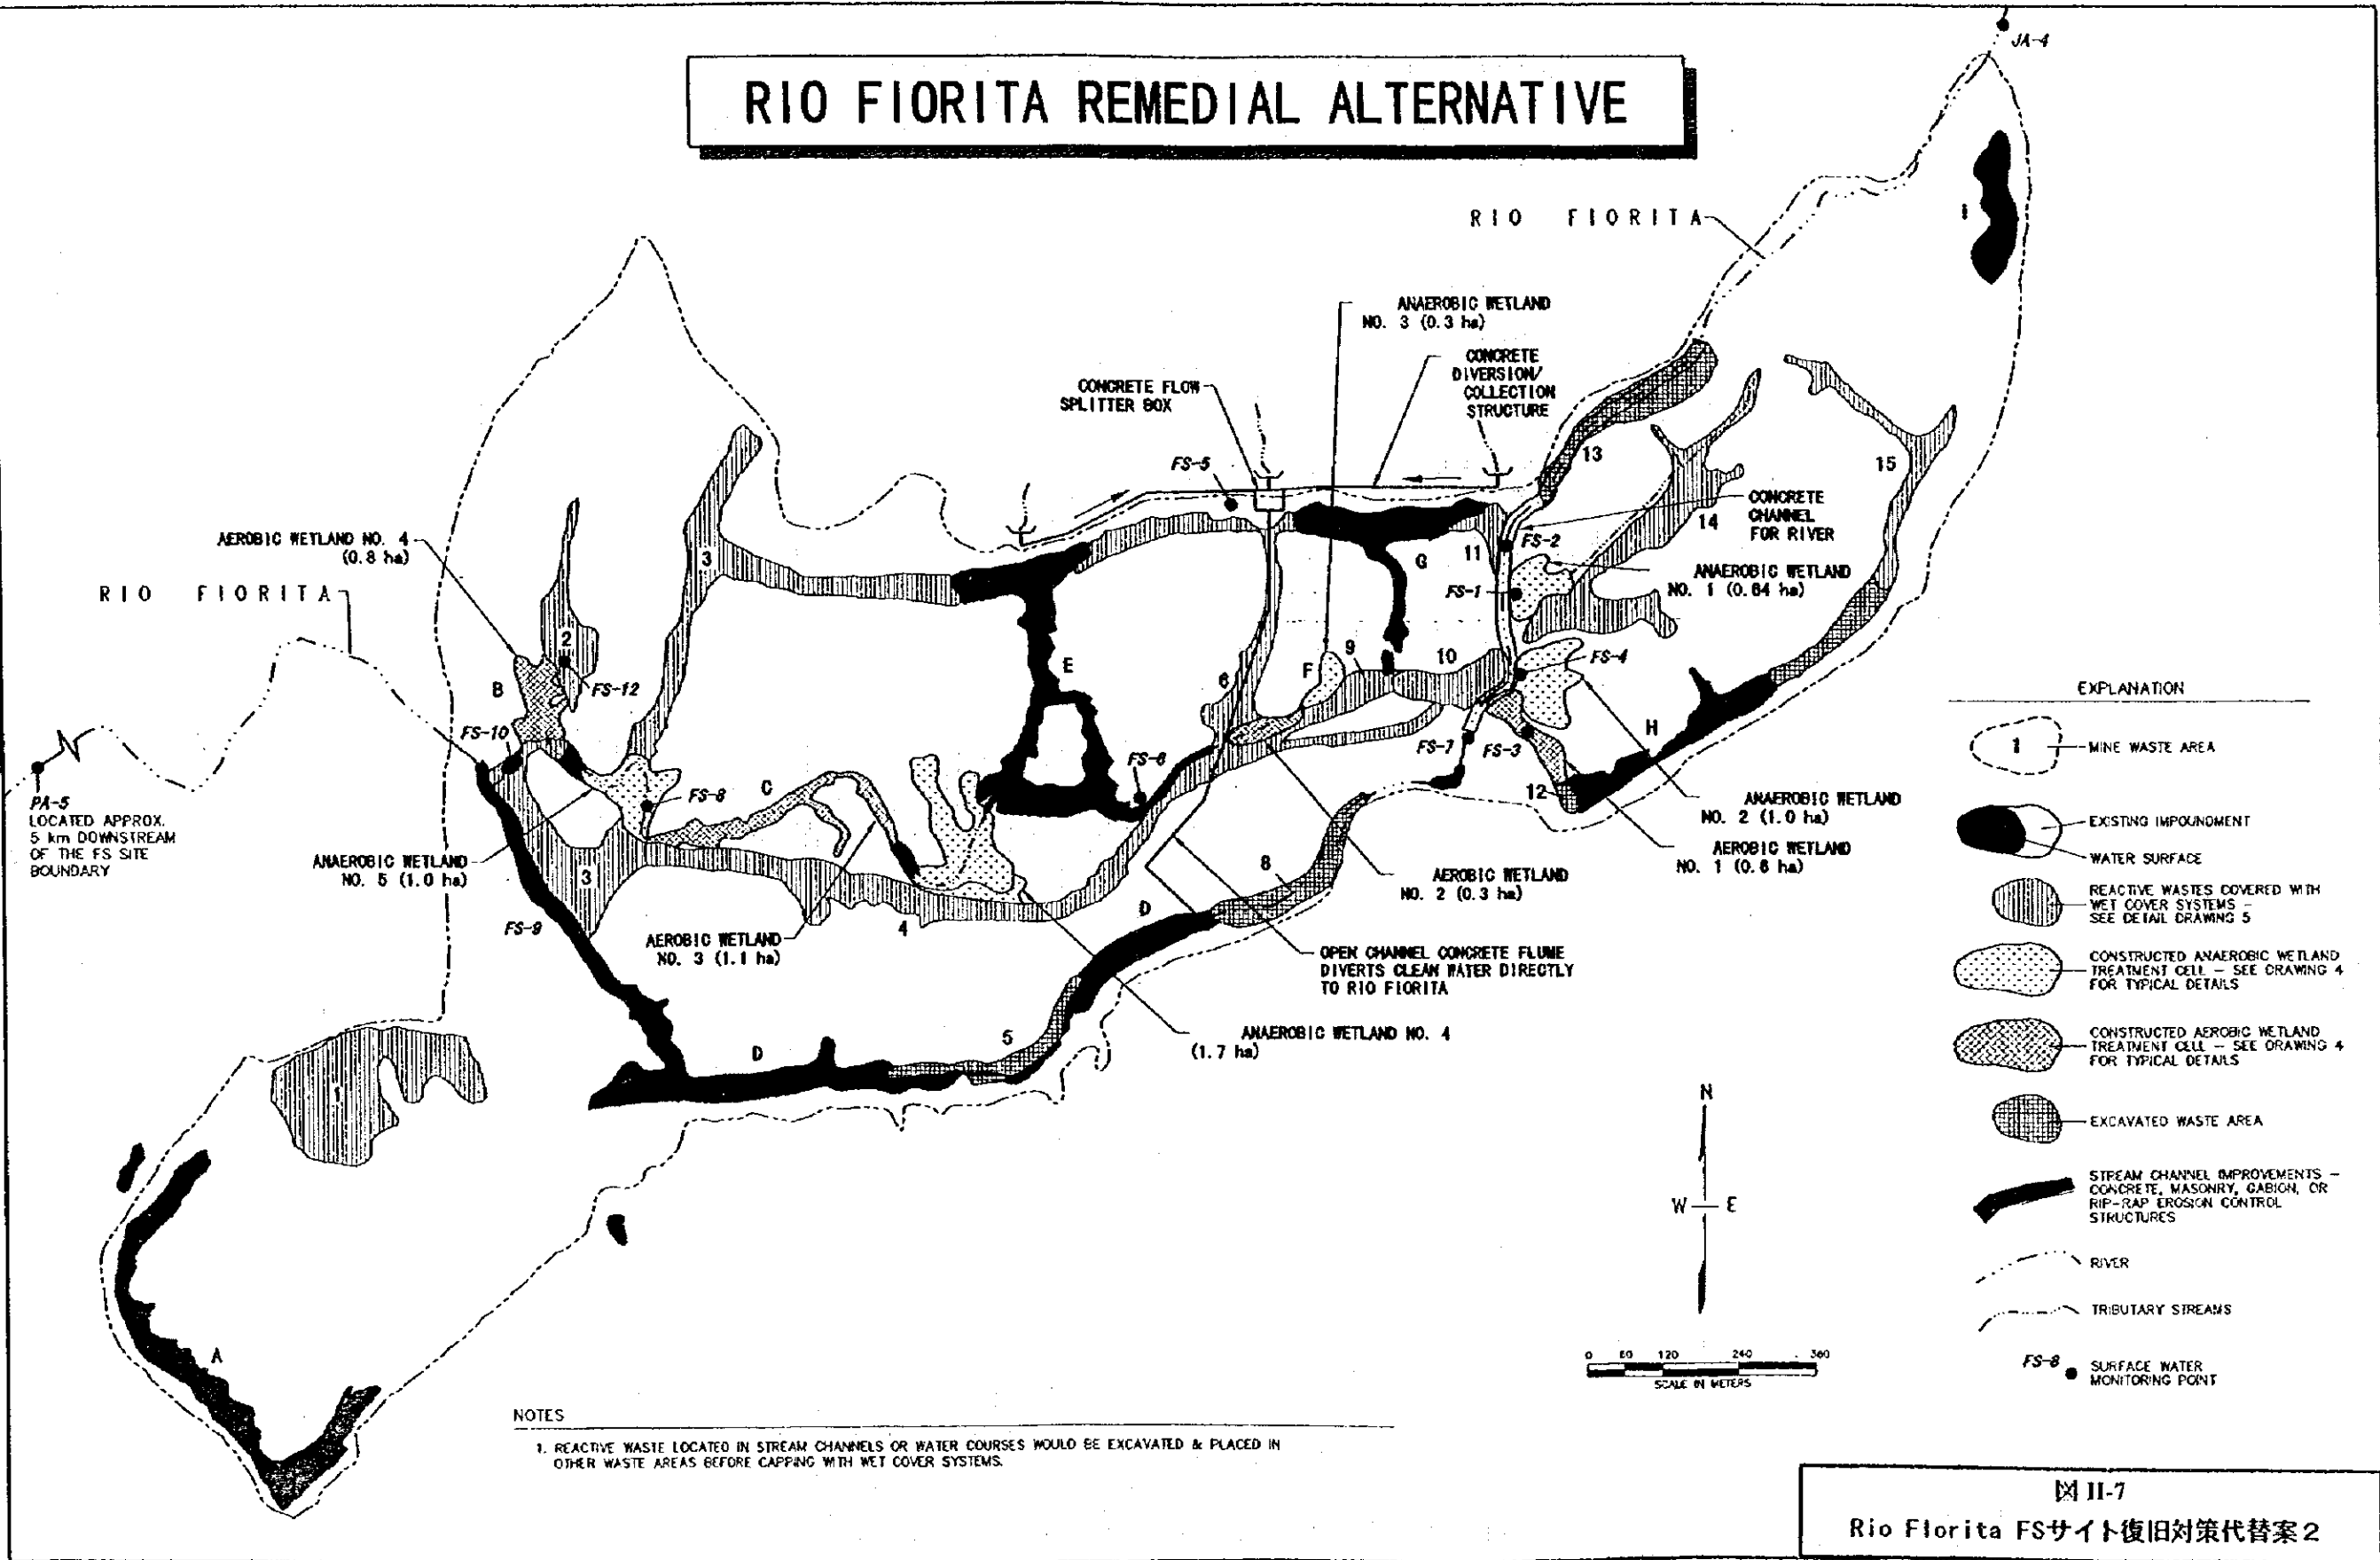 RIO FIORITA REMEDIAL ALTERNATIVE
JA-4
RIO FIORITA
I
ANAEROBIC WETLAND
NO. 3 (0.3 ha)
CONCRETE
DIVERSION/
COLLECTION
STRUCTURE
CONCRETE FLOW
SPLITTER BOX
FS-5
13
15
CONCRETE
CHANNEL
FOR RIVER
14
3
AEROBIC WETLAND NO. 4
(0.8 ha)
G
11
FS-2
ANAEROBIC WETLAND
NO. 1 (0.64 ha)
FS-1
RIO FIORITA
2
B
FS-12
E
6
F
9
10
FS-4
FS-10
FS-7
FS-3
H
FS-6
12
PA-5
LOCATED APPROX.
5 km DOWNSTREAM
OF THE FS SITE
BOUNDARY
FS-8
C
ANAEROBIC WETLAND
NO. 2 (1.0 ha)
AEROBIC WETLAND
NO. 1 (0.6 ha)
ANAEROBIC WETLAND
NO. 5 (1.0 ha)
3
8
AEROBIC WETLAND
NO. 2 (0.3 ha)
FS-9
D
4
AEROBIC WETLAND
NO. 3 (1.1 ha)
OPEN CHANNEL CONCRETE FLUME
DIVERTS CLEAN WATER DIRECTLY
TO RIO FIORITA
5
D
ANAEROBIC WETLAND NO. 4
(1.7 ha)
1
A
EXPLANATION
1
MINE WASTE AREA
EXISTING IMPOUNDMENT
WATER SURFACE
REACTIVE WASTES COVERED WITH
WET COVER SYSTEMS -
SEE DETAIL DRAWING 5
CONSTRUCTED ANAEROBIC WETLAND
TREATMENT CELL - SEE DRAWING 4
FOR TYPICAL DETAILS
CONSTRUCTED AEROBIC WETLAND
TREATMENT CELL - SEE DRAWING 4
FOR TYPICAL DETAILS
EXCAVATED WASTE AREA
STREAM CHANNEL IMPROVEMENTS -
CONCRETE, MASONRY, GABION, OR
RIP-RAP EROSION CONTROL
STRUCTURES
RIVER
TRIBUTARY STREAMS
FS-8
SURFACE WATER
MONITORING POINT
N
W E
0 60 120 240 360
SCALE IN METERS
NOTES
1. REACTIVE WASTE LOCATED IN STREAM CHANNELS OR WATER COURSES WOULD BE EXCAVATED & PLACED IN
OTHER WASTE AREAS BEFORE CAPPING WITH WET COVER SYSTEMS.
図 II-7
Rio Fiorita FSサイト復旧対策代替案2